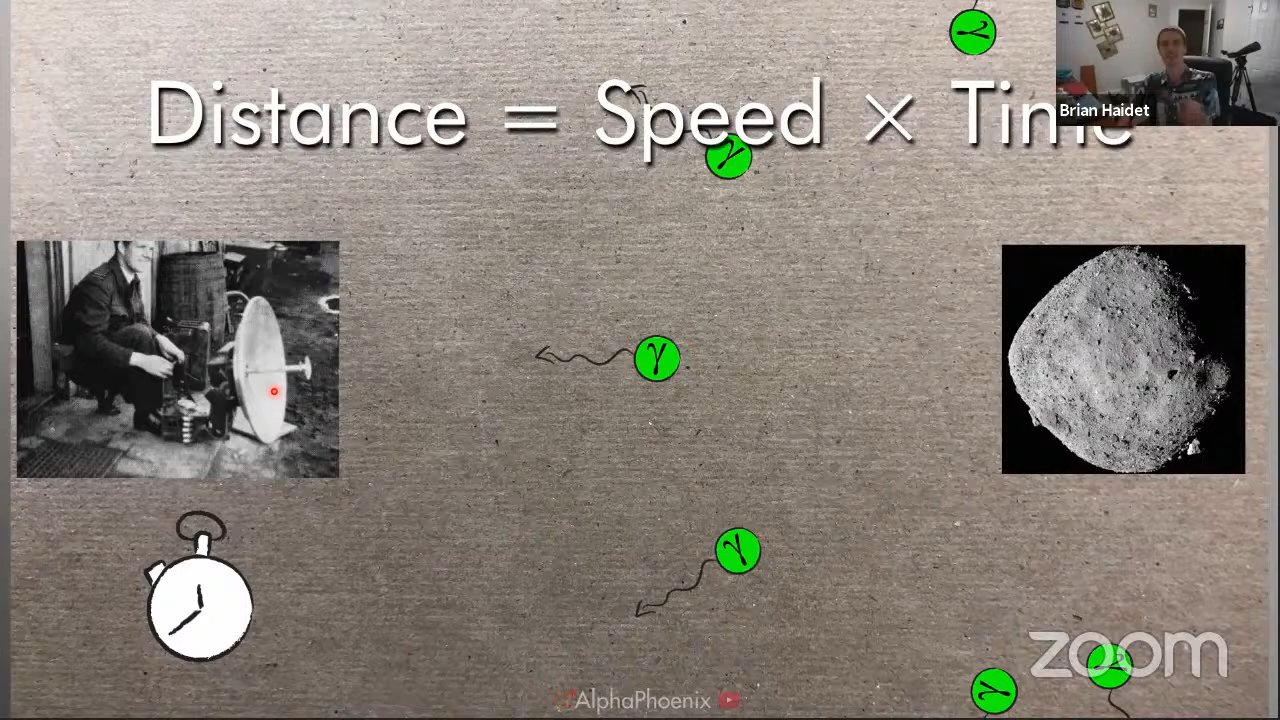 γ
Distance = Speed × Time
Brian Haidet
γ
γ
γ
zoom
γ
γ
AlphaPhoenix